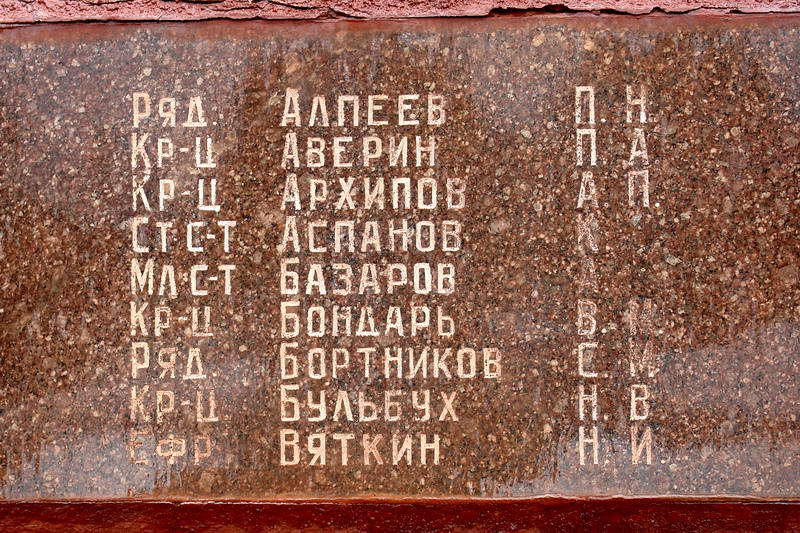 Ряд. Алпеев П. Н.
Кр-ц Аверин П. А.
Кр-ц Архипов А. П.
Ст с-т Аспанов К.
Мл с-т Базаров
Кр-ц Бондарь В. М
Ряд. Бортников С. И
Кр-ц Бульбух Н. В
Ефр. Вяткин Н. И